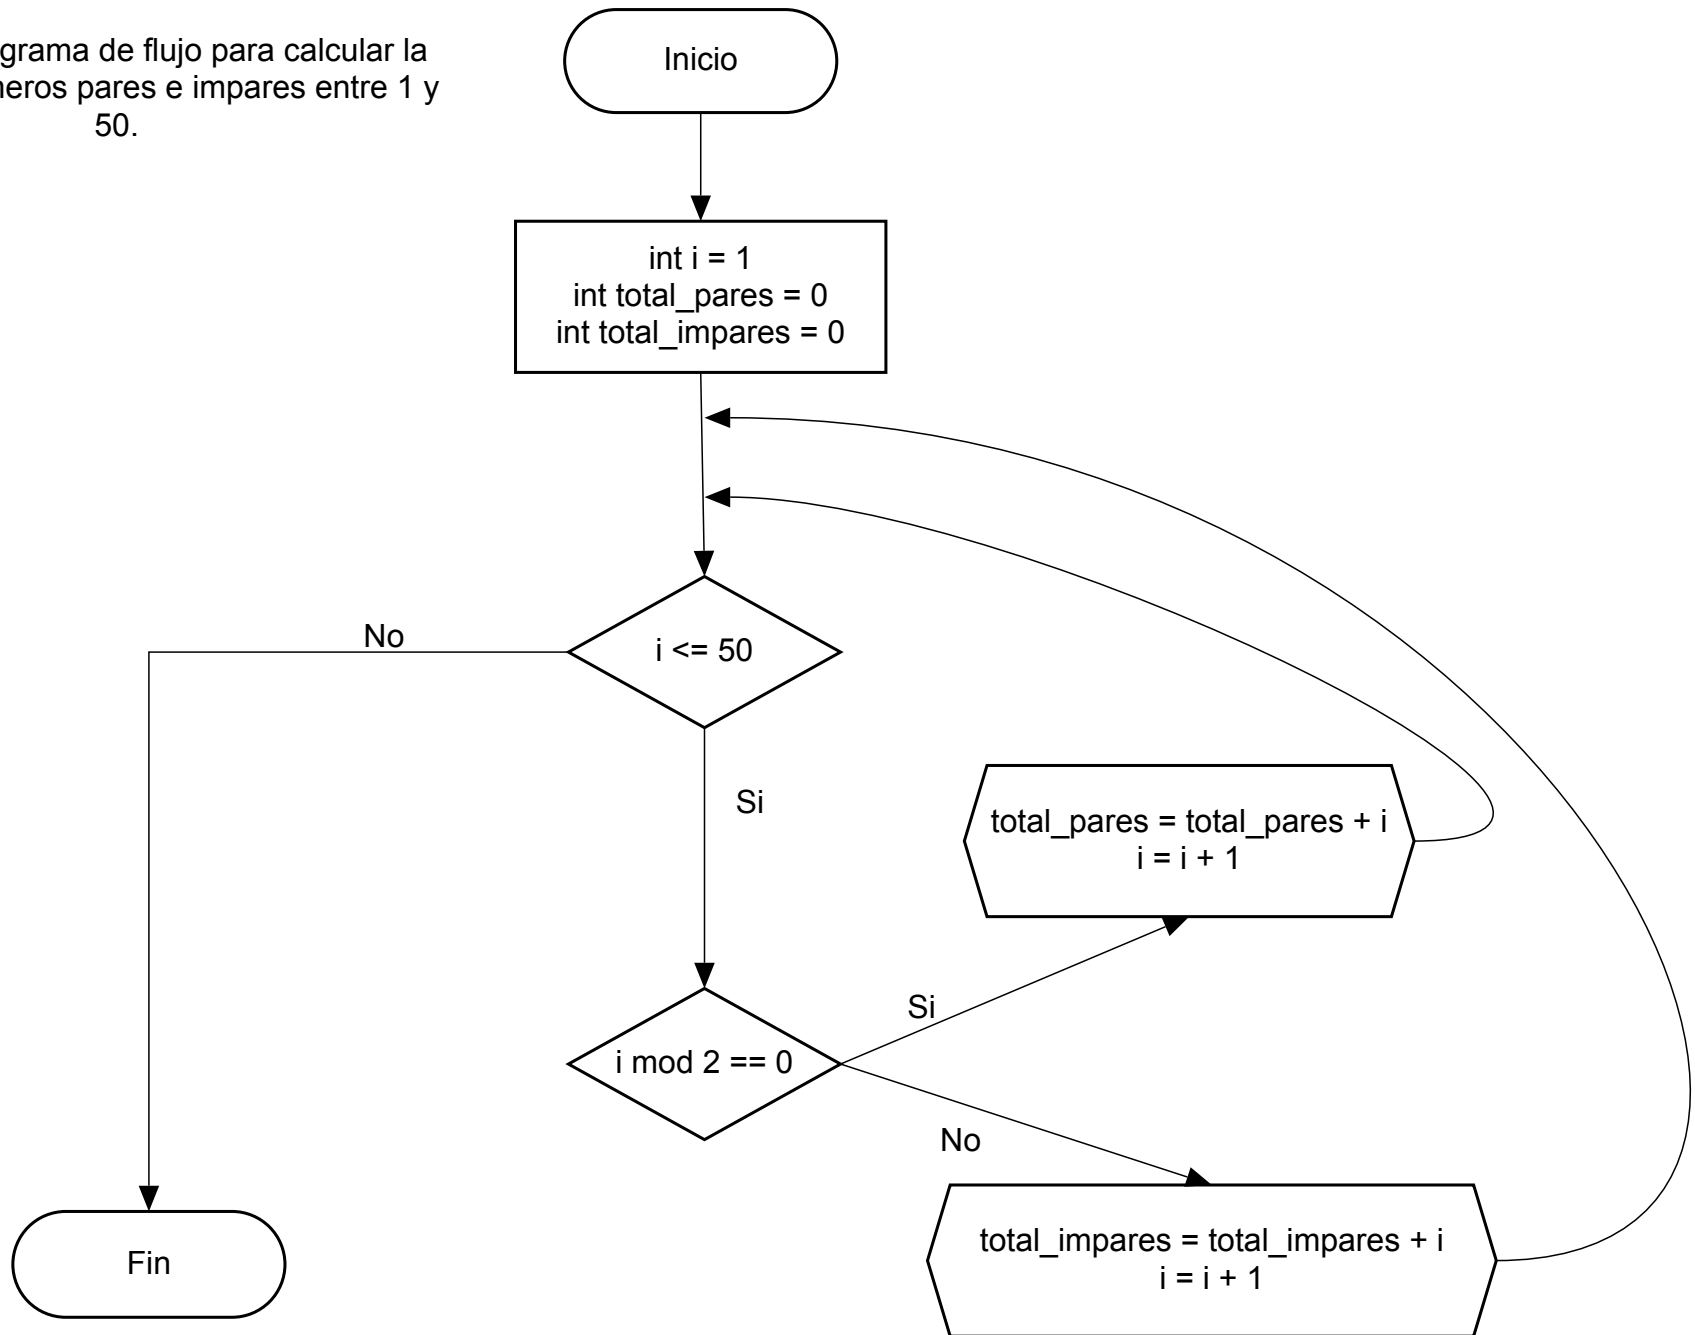 grama de flujo para calcular la
neros pares e impares entre 1 y
50.
Inicio
int i = 1
int total_pares = 0
int total_impares = 0
i <= 50
No
Si
total_pares = total_pares + i
i = i + 1
i mod 2 == 0
Si
No
total_impares = total_impares + i
i = i + 1
Fin